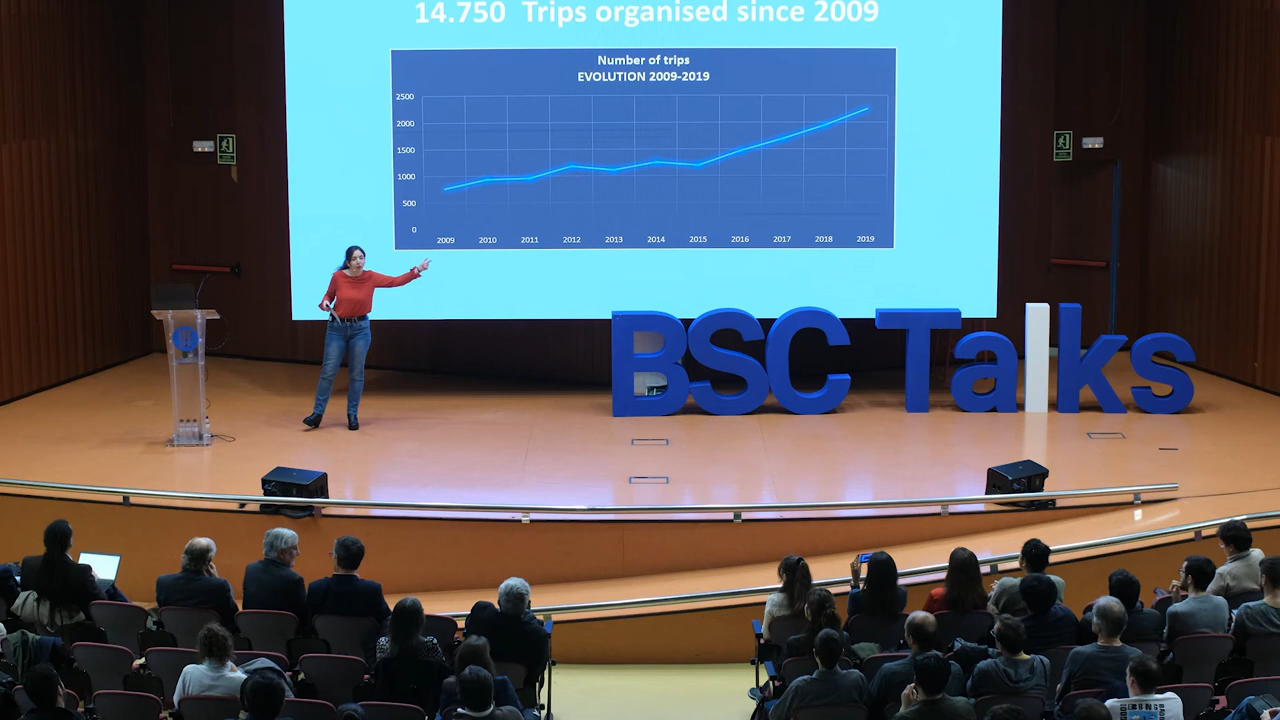 14.750 Trips organised since 2009
Number of trips
EVOLUTION 2009-2019
2500
2000
1500
1000
500
0
2009 2010 2011 2012 2013 2014 2015 2016 2017 2018 2019
BSC Talks